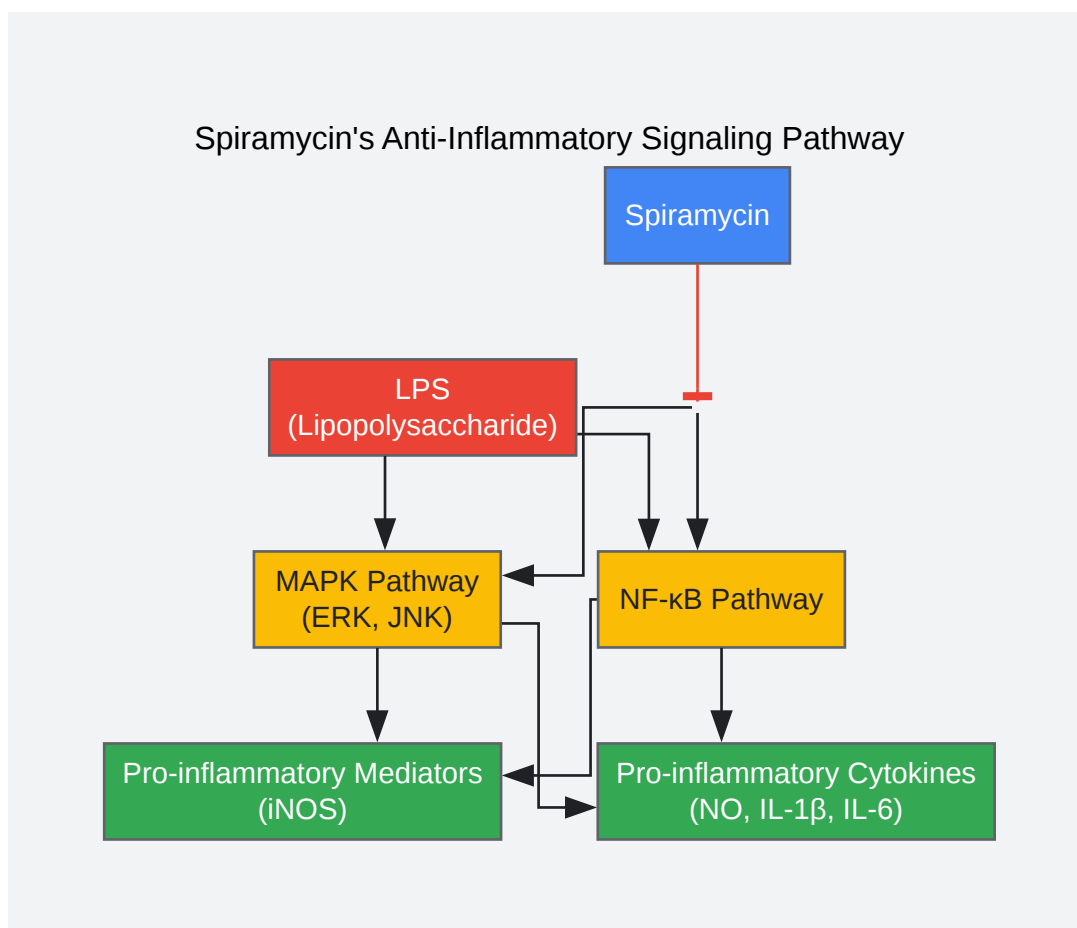 Spiramycin's Anti-Inflammatory Signaling Pathway
Spiramycin
LPS
(Lipopolysaccharide)
MAPK Pathway
(ERK, JNK)
NF-κB Pathway
Pro-inflammatory Mediators
(iNOS)
Pro-inflammatory Cytokines
(NO, IL-1β, IL-6)